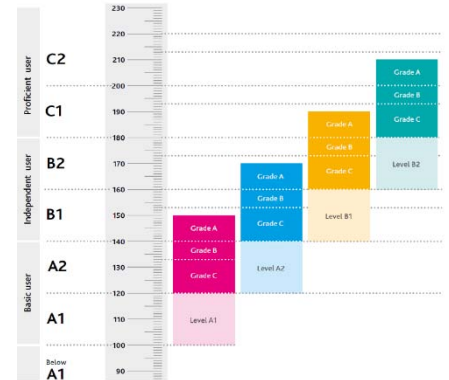 230
220
210
200
190
180
170
160
150
140
130
120
110
100
90
Proficient user
Independent user
Basic user
C2
C1
B2
B1
A2
A1
Below
A1
Grade A
Grade B
Grade C
Level A1
Grade A
Grade B
Grade C
Level A2
Grade A
Grade B
Grade C
Level B1
Grade A
Grade B
Grade C
Level B2